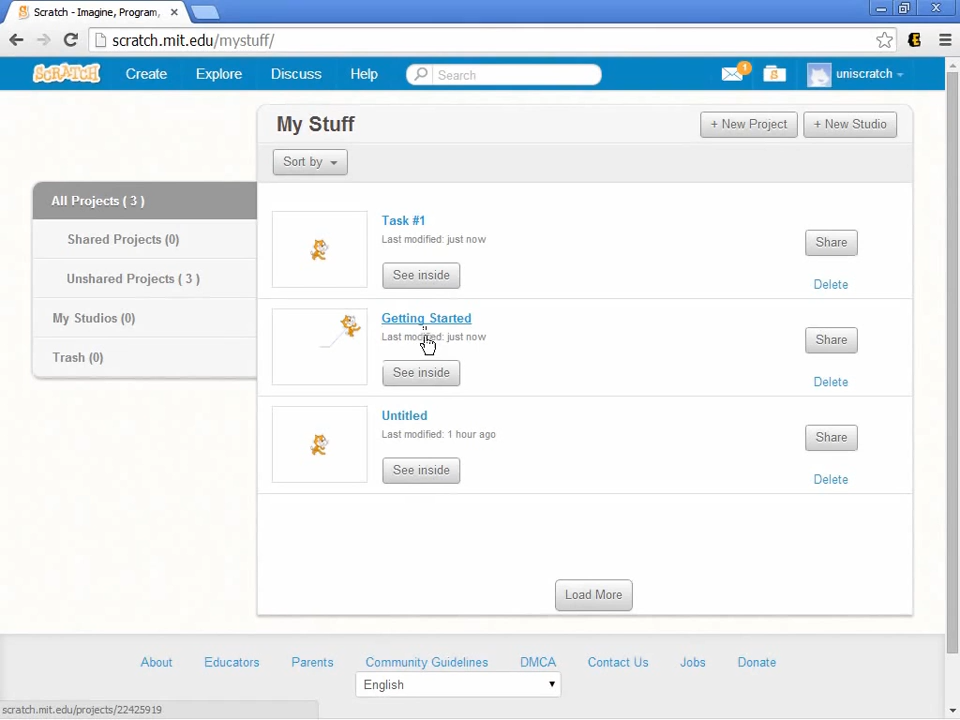 Scratch - Imagine, Program,
scratch.mit.edu/mystuff/
SCRATCH Create Explore Discuss Help Search 1 S uniscratch
My Stuff + New Project + New Studio
Sort by
All Projects ( 3 )
Shared Projects (0)
Unshared Projects ( 3 )
My Studios (0)
Trash (0)
Task #1
Last modified: just now
See inside
Share
Delete
Getting Started
Last modified: just now
See inside
Share
Delete
Untitled
Last modified: 1 hour ago
See inside
Share
Delete
Load More
About Educators Parents Community Guidelines DMCA Contact Us Jobs Donate
English
scratch.mit.edu/projects/22425919